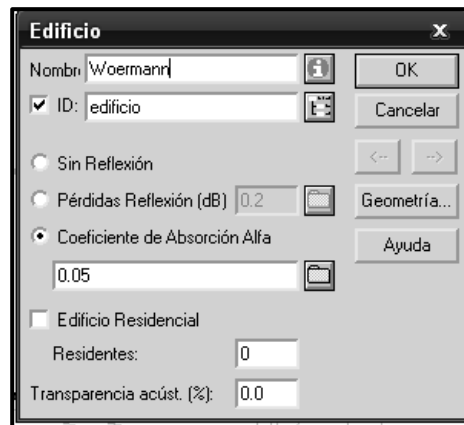 Edificio x
Nombre Woermann OK
ID: edificio Cancelar
Sin Reflexión <-- -->
Pérdidas Reflexión (dB) 0.2 Geometría...
Coeficiente de Absorción Alfa Ayuda
0.05
Edificio Residencial
Residentes: 0
Transparencia acúst. (%): 0.0